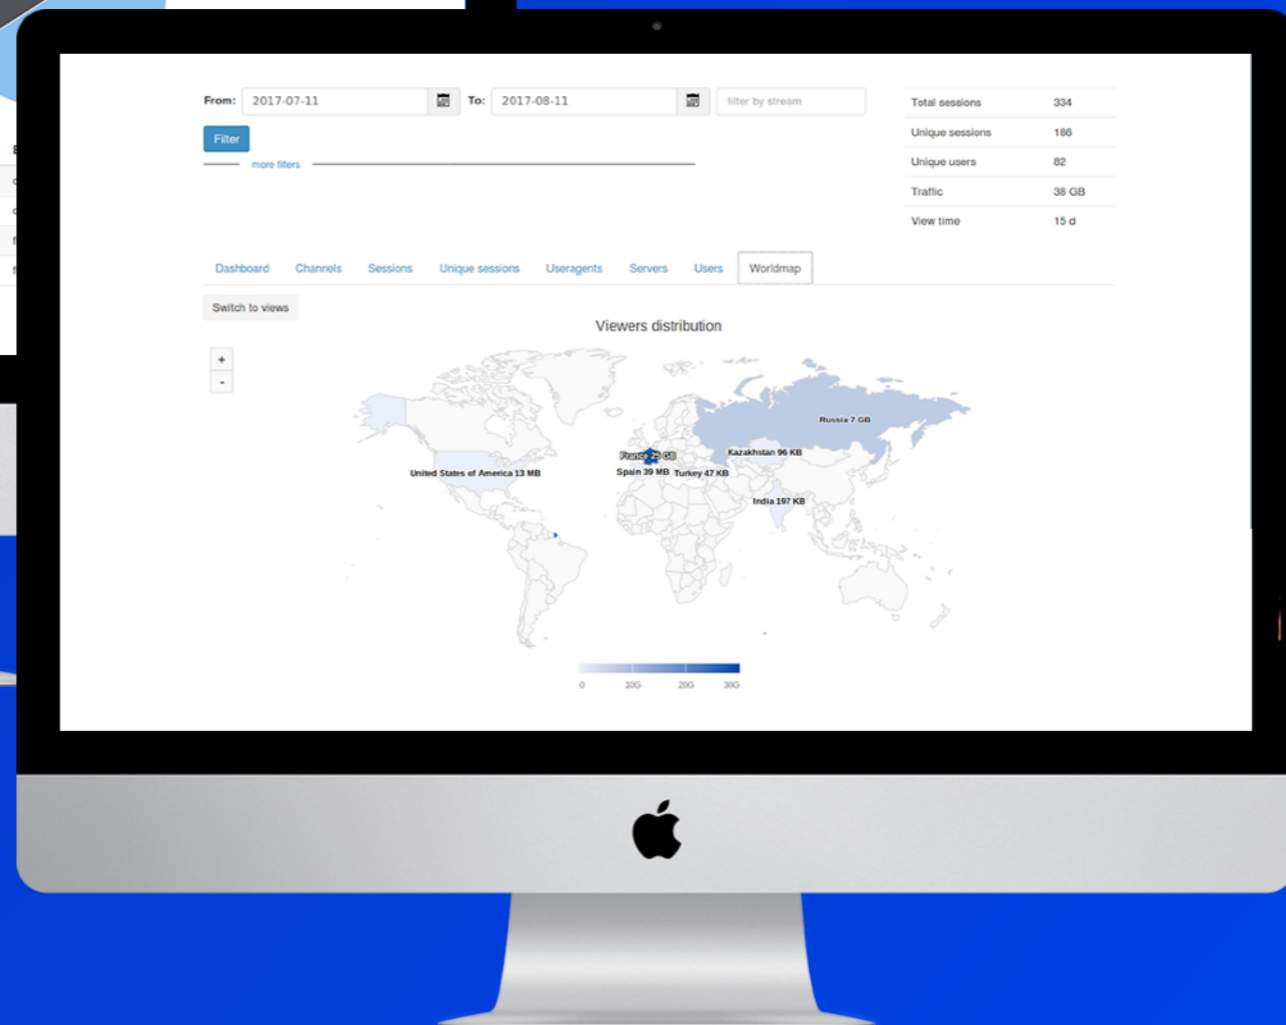 From: 2017-07-11 To: 2017-08-11 filter by stream
Filter
more filters
Total sessions 334
Unique sessions 186
Unique users 82
Traffic 38 GB
View time 15 d
Dashboard Channels Sessions Unique sessions Useragents Servers Users Worldmap
Switch to views
Viewers distribution
+
-
Russia 7 GB
France 25 GB
Kazakhstan 96 KB
United States of America 13 MB
Spain 39 MB
Turkey 47 KB
India 197 KB
0 10G 20G 30G